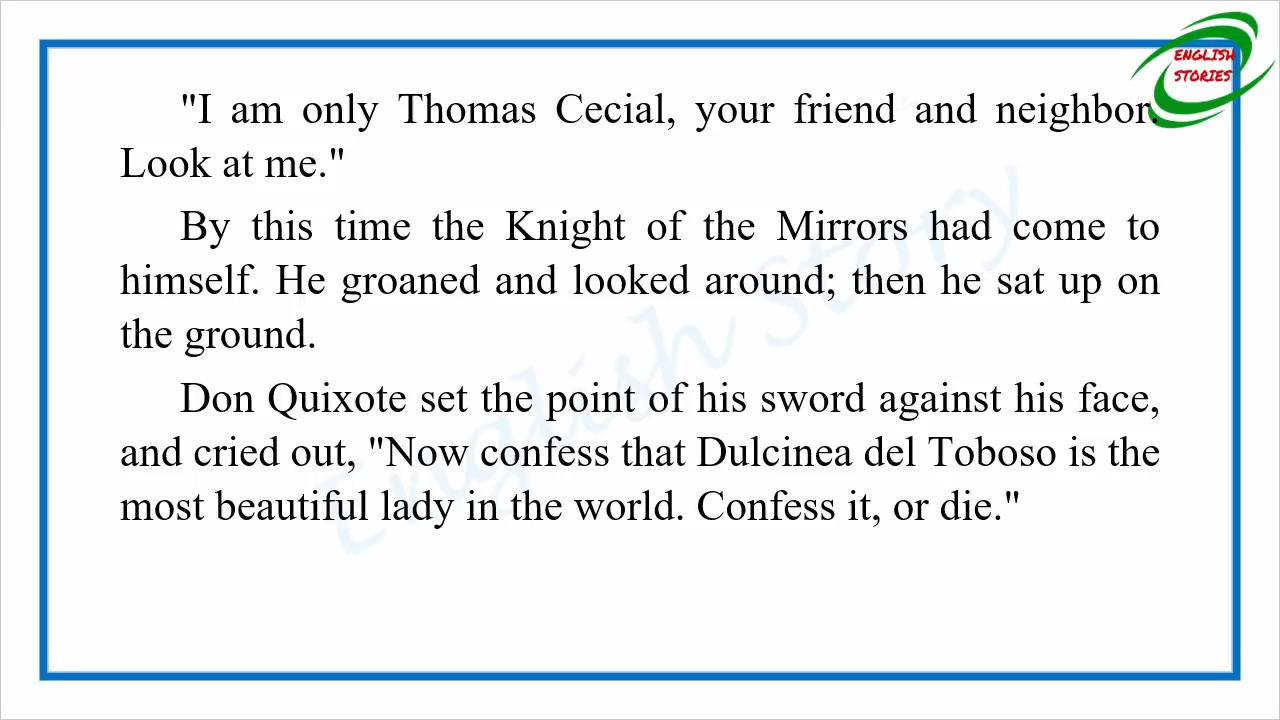 ENGLISH
STORIES
"I am only Thomas Cecial, your friend and neighbor.
Look at me."
By this time the Knight of the Mirrors had come to
himself. He groaned and looked around; then he sat up on
the ground.
Don Quixote set the point of his sword against his face,
and cried out, "Now confess that Dulcinea del Toboso is the
most beautiful lady in the world. Confess it, or die."
English Story